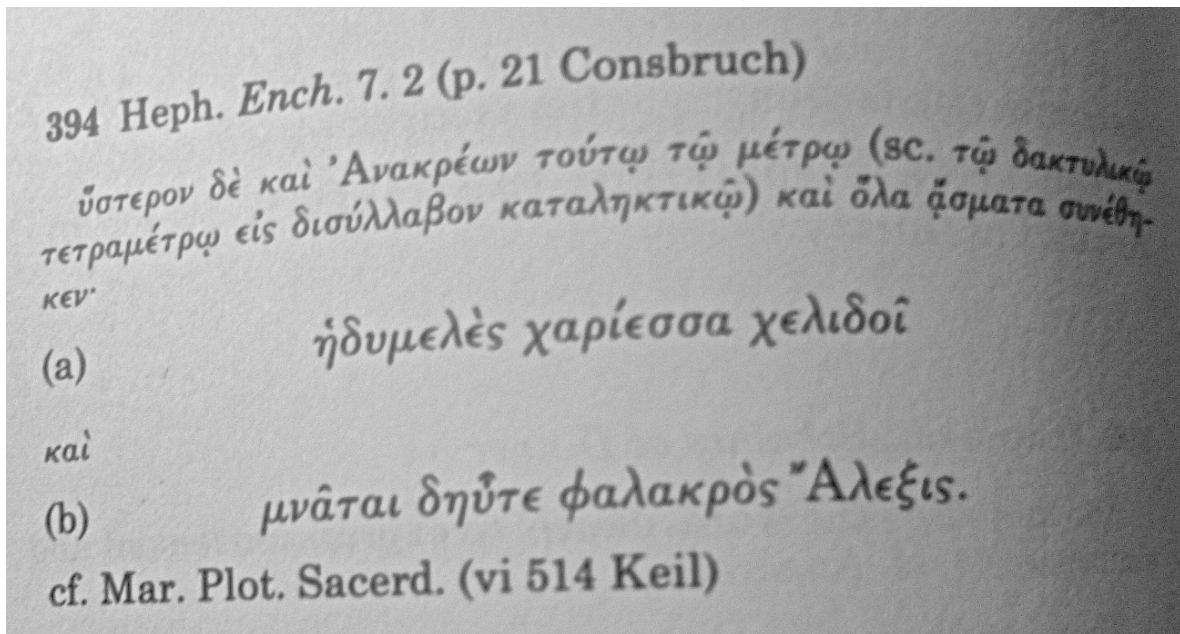 394 Heph. Ench. 7. 2 (p. 21 Consbruch)
ὕστερον δὲ καὶ Ἀνακρέων τούτῳ τῷ μέτρῳ (sc. τῷ δακτυλικῷ
τετραμέτρῳ εἰς δισύλλαβον καταληκτικῷ) καὶ ὅλα ᾄσματα συνέθη-
κεν·
(a) ἡδυμελὲς χαρίεσσα χελιδοῖ
καὶ
(b) μνᾶται δηὖτε φαλακρὸς Ἄλεξις.
cf. Mar. Plot. Sacerd. (vi 514 Keil)